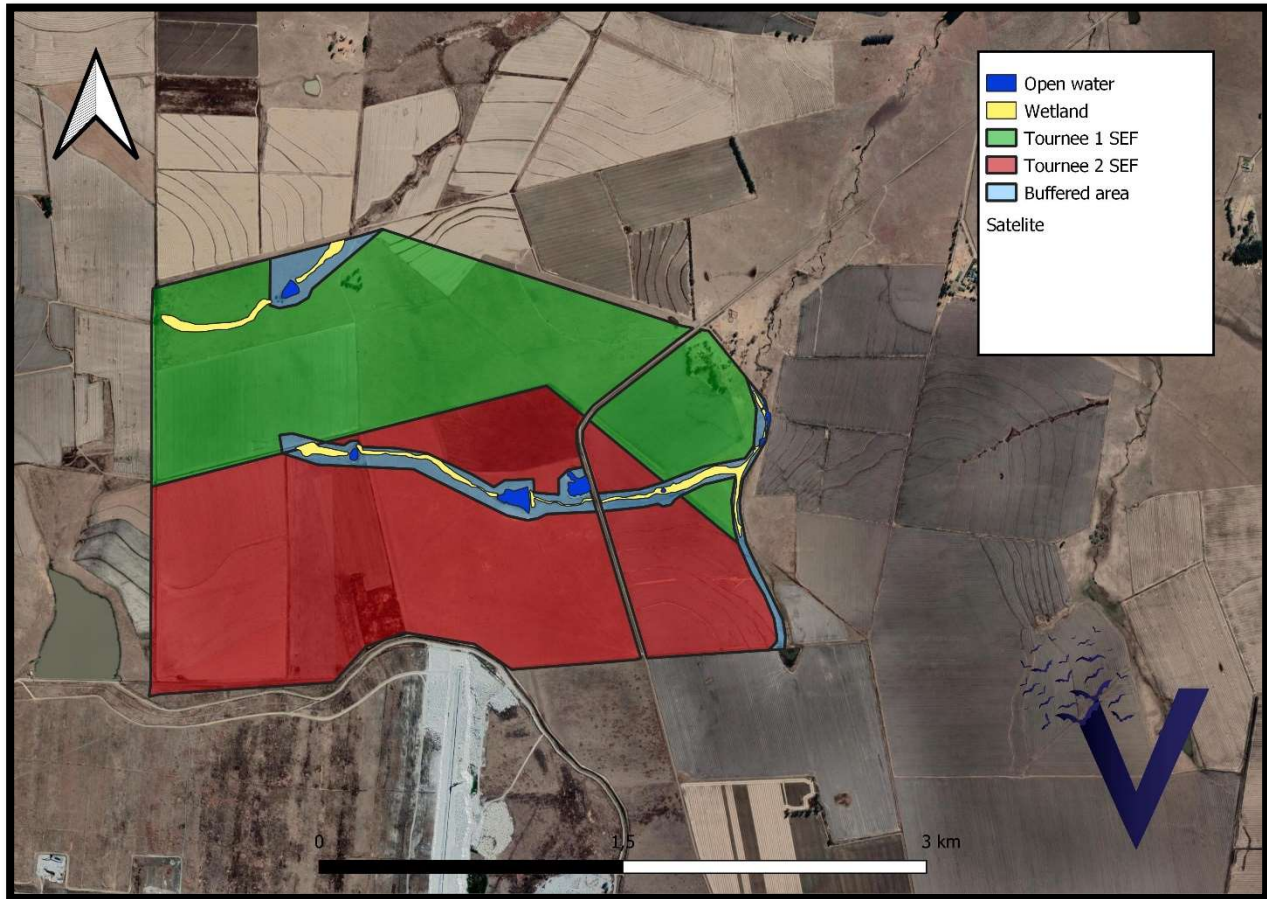 Open water
Wetland
Tournee 1 SEF
Tournee 2 SEF
Buffered area
Satelite
0 1,5 3 km